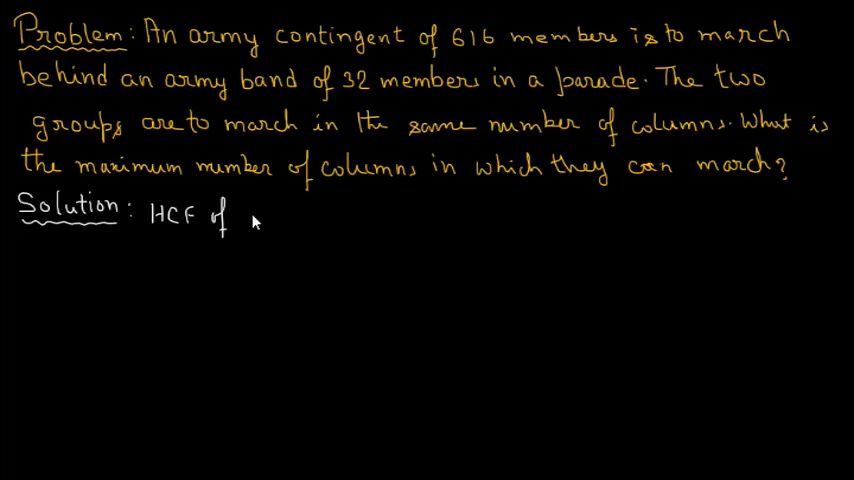 Problem: An army contingent of 616 members is to march
behind an army band of 32 members in a parade. The two
groups are to march in the same number of columns. What is
the maximum number of columns in which they can march?
Solution: HCF of